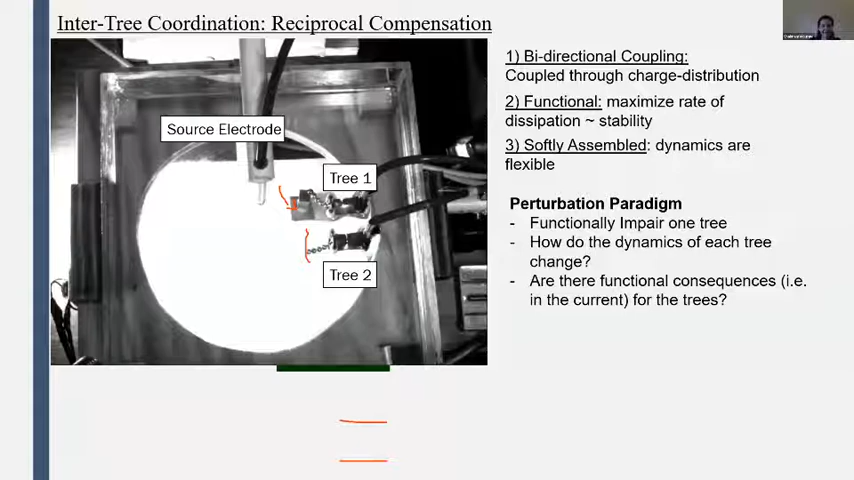 Inter-Tree Coordination: Reciprocal Compensation
Source Electrode
Tree 1
Tree 2
1) Bi-directional Coupling:
Coupled through charge-distribution
2) Functional: maximize rate of
dissipation ~ stability
3) Softly Assembled: dynamics are
flexible
Perturbation Paradigm
- Functionally Impair one tree
- How do the dynamics of each tree
change?
- Are there functional consequences (i.e.
in the current) for the trees?